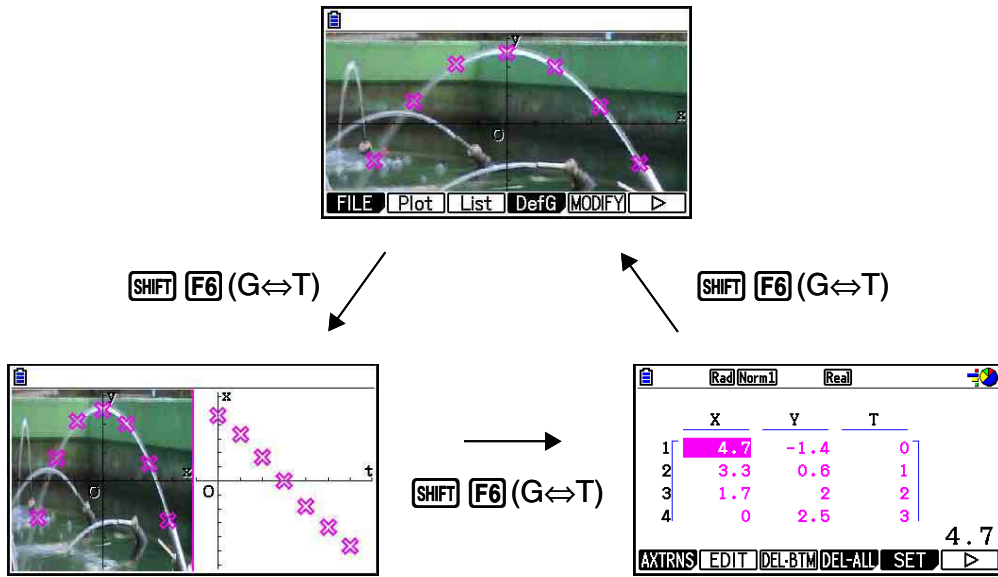 y
x
O
FILE Plot List DefG MODIFY ▷
SHIFT F6 (G⇔T)
SHIFT F6 (G⇔T)
y
x
O
x
t
O
SHIFT F6 (G⇔T)
Rad Norm1 Real
X Y T
1 4.7 -1.4 0
2 3.3 0.6 1
3 1.7 2 2
4 0 2.5 3
4.7
AXTRNS EDIT DEL-BTM DEL-ALL SET ▷